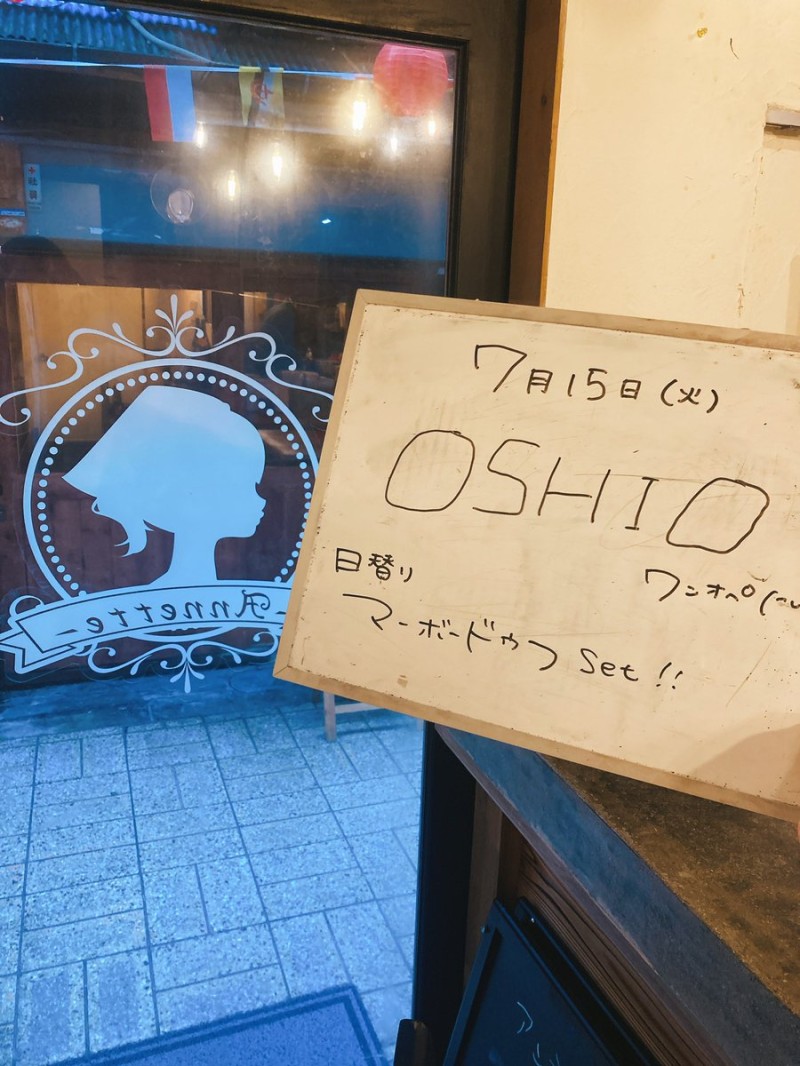 7月15日(火)
OSHIO
日替り
ワンオペ(
マーボードウフ set!!
-Annette-